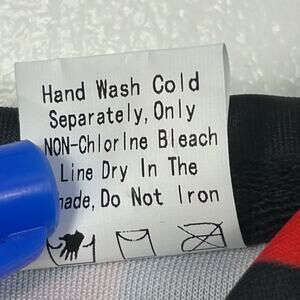 Hand Wash Cold
Separately,Only
NON-Chlorine Bleach
Line Dry In The
hade,Do Not Iron